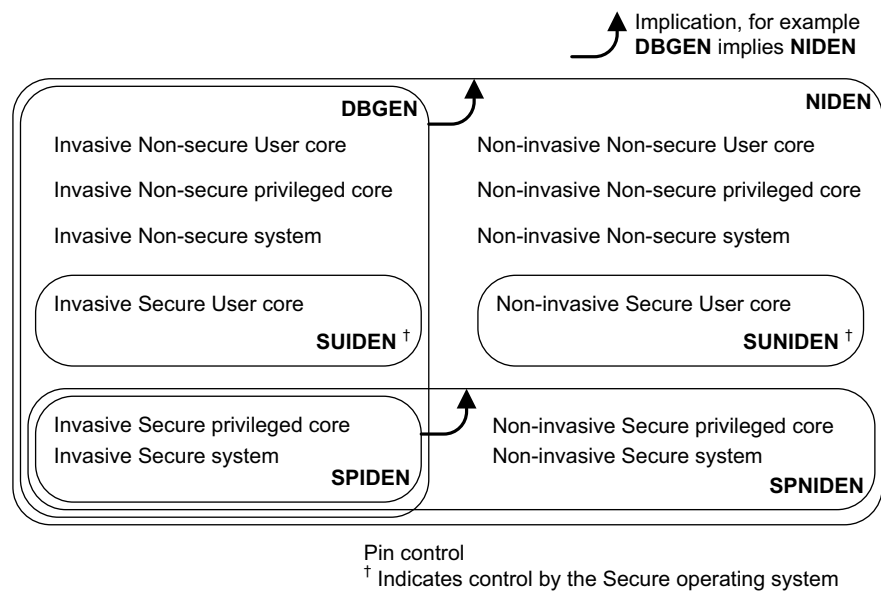 Implication, for example
DBGEN implies NIDEN
DBGEN
NIDEN
Invasive Non-secure User core
Non-invasive Non-secure User core
Invasive Non-secure privileged core
Non-invasive Non-secure privileged core
Invasive Non-secure system
Non-invasive Non-secure system
Invasive Secure User core
SUIDEN †
Non-invasive Secure User core
SUNIDEN †
Invasive Secure privileged core
Invasive Secure system
SPIDEN
Non-invasive Secure privileged core
Non-invasive Secure system
SPNIDEN
Pin control
† Indicates control by the Secure operating system